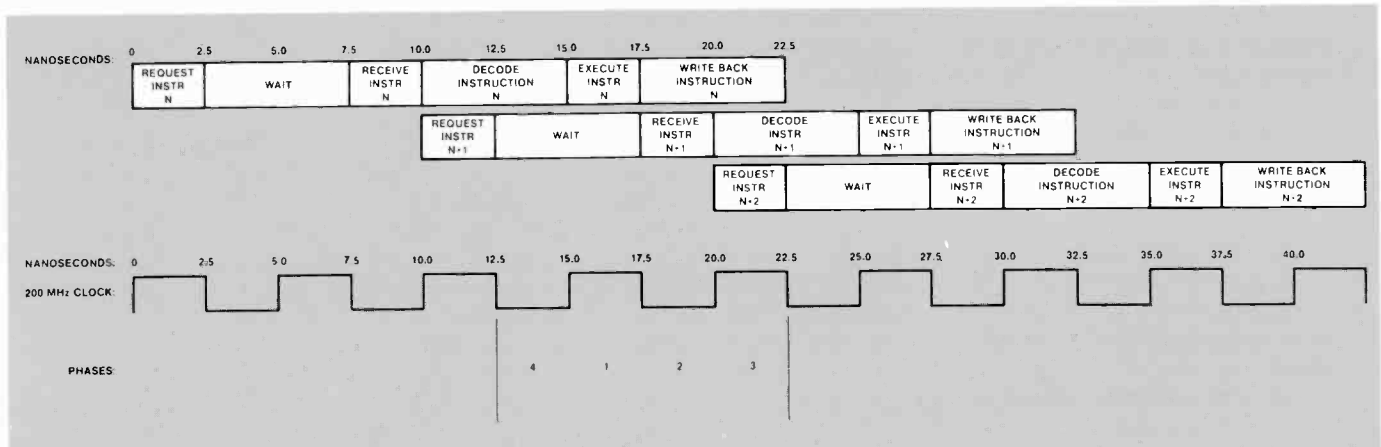 NANOSECONDS: 0 2.5 5.0 7.5 10.0 12.5 15.0 17.5 20.0 22.5
REQUEST INSTR N
WAIT
RECEIVE INSTR N
DECODE INSTRUCTION N
EXECUTE INSTR N
WRITE BACK INSTRUCTION N
REQUEST INSTR N+1
WAIT
RECEIVE INSTR N+1
DECODE INSTR N+1
EXECUTE INSTR N+1
WRITE BACK INSTRUCTION N+1
REQUEST INSTR N+2
WAIT
RECEIVE INSTR N+2
DECODE INSTRUCTION N+2
EXECUTE INSTR N+2
WRITE BACK INSTRUCTION N+2
NANOSECONDS: 0 2.5 5.0 7.5 10.0 12.5 15.0 17.5 20.0 22.5 25.0 27.5 30.0 32.5 35.0 37.5 40.0
200 MHz CLOCK:
PHASES: 4 1 2 3